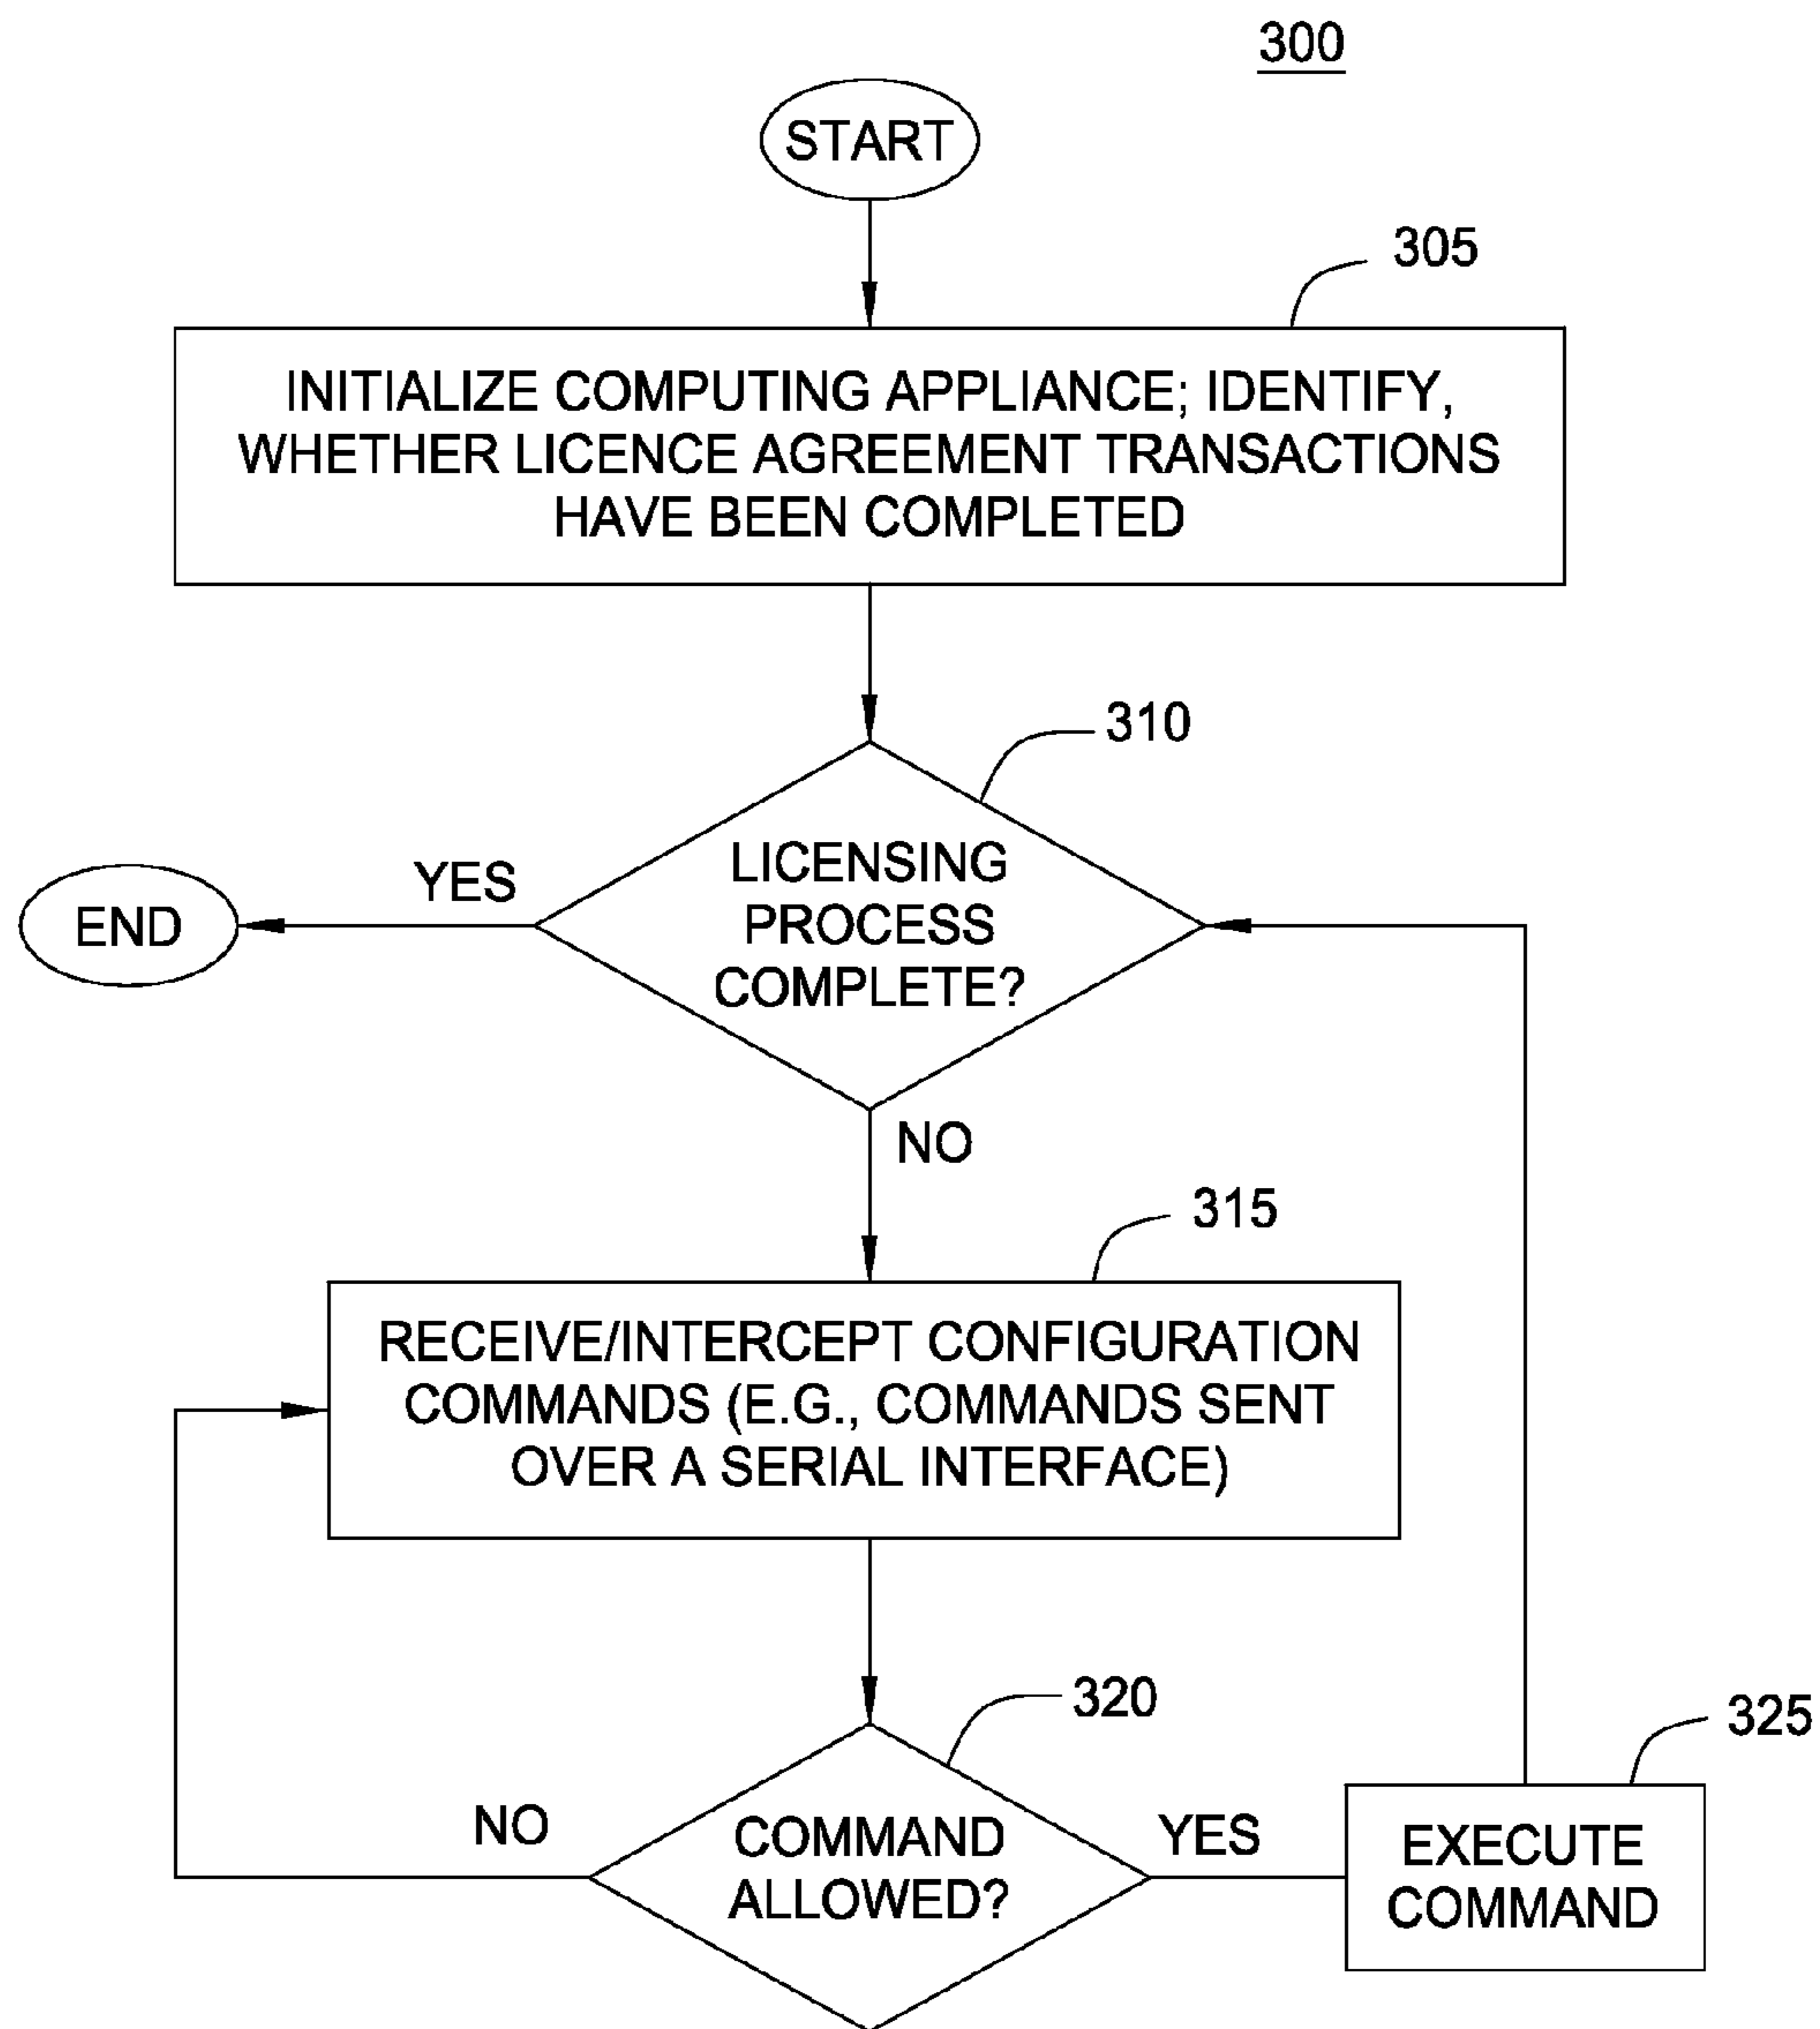 300
START
305
INITIALIZE COMPUTING APPLIANCE; IDENTIFY,
WHETHER LICENCE AGREEMENT TRANSACTIONS
HAVE BEEN COMPLETED
310
LICENSING
PROCESS
COMPLETE?
YES
END
NO
315
RECEIVE/INTERCEPT CONFIGURATION
COMMANDS (E.G., COMMANDS SENT
OVER A SERIAL INTERFACE)
320
325
NO
COMMAND
ALLOWED?
YES
EXECUTE
COMMAND